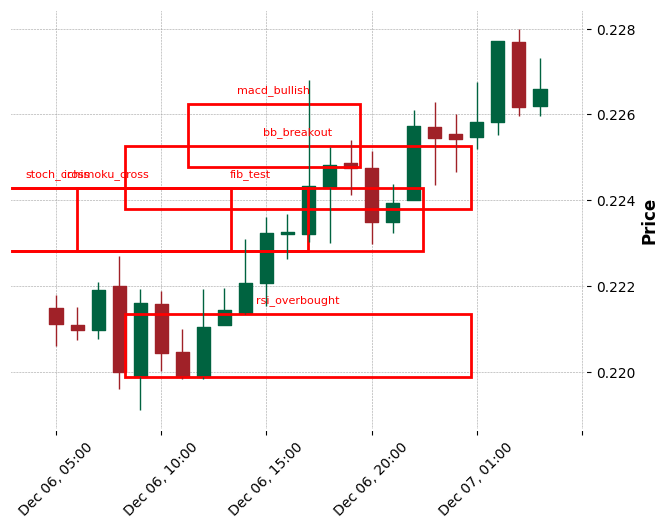 0.228
macd_bullish
0.226
bb_breakout
stoch_cross
ichimoku_cross
fib_test
0.224
Price
0.222
rsi_overbought
0.220
Dec 06, 05:00
Dec 06, 10:00
Dec 06, 15:00
Dec 06, 20:00
Dec 07, 01:00